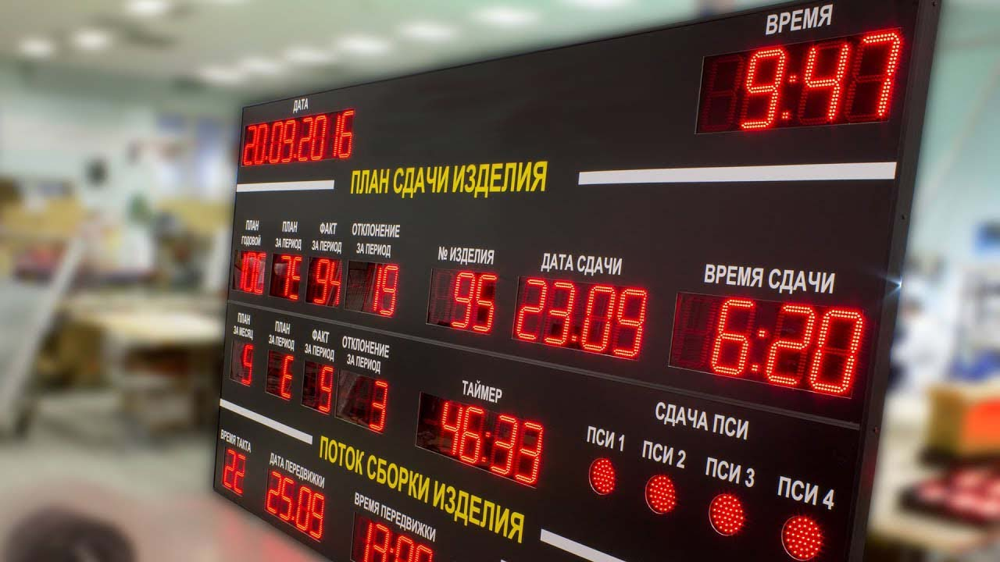 ВРЕМЯ
9:47
ДАТА
20.09.2016
ПЛАН СДАЧИ ИЗДЕЛИЯ
ПЛАН ГОДОВОЙ
ПЛАН ЗА ПЕРИОД
ФАКТ ЗА ПЕРИОД
ОТКЛОНЕНИЕ ЗА ПЕРИОД
№ ИЗДЕЛИЯ
ДАТА СДАЧИ
ВРЕМЯ СДАЧИ
75
94
19
96
23.09
6:20
ПЛАН ЗА МЕСЯЦ
ПЛАН ЗА ПЕРИОД
ФАКТ ЗА ПЕРИОД
ОТКЛОНЕНИЕ ЗА ПЕРИОД
9
6
9
3
ТАЙМЕР
46:33
СДАЧА ПСИ
ПСИ 1
ПСИ 2
ПСИ 3
ПСИ 4
ПОТОК СБОРКИ ИЗДЕЛИЯ
ВРЕМЯ ТАКТА
22
ДАТА ПЕРЕДВИЖКИ
25.09
ВРЕМЯ ПЕРЕДВИЖКИ